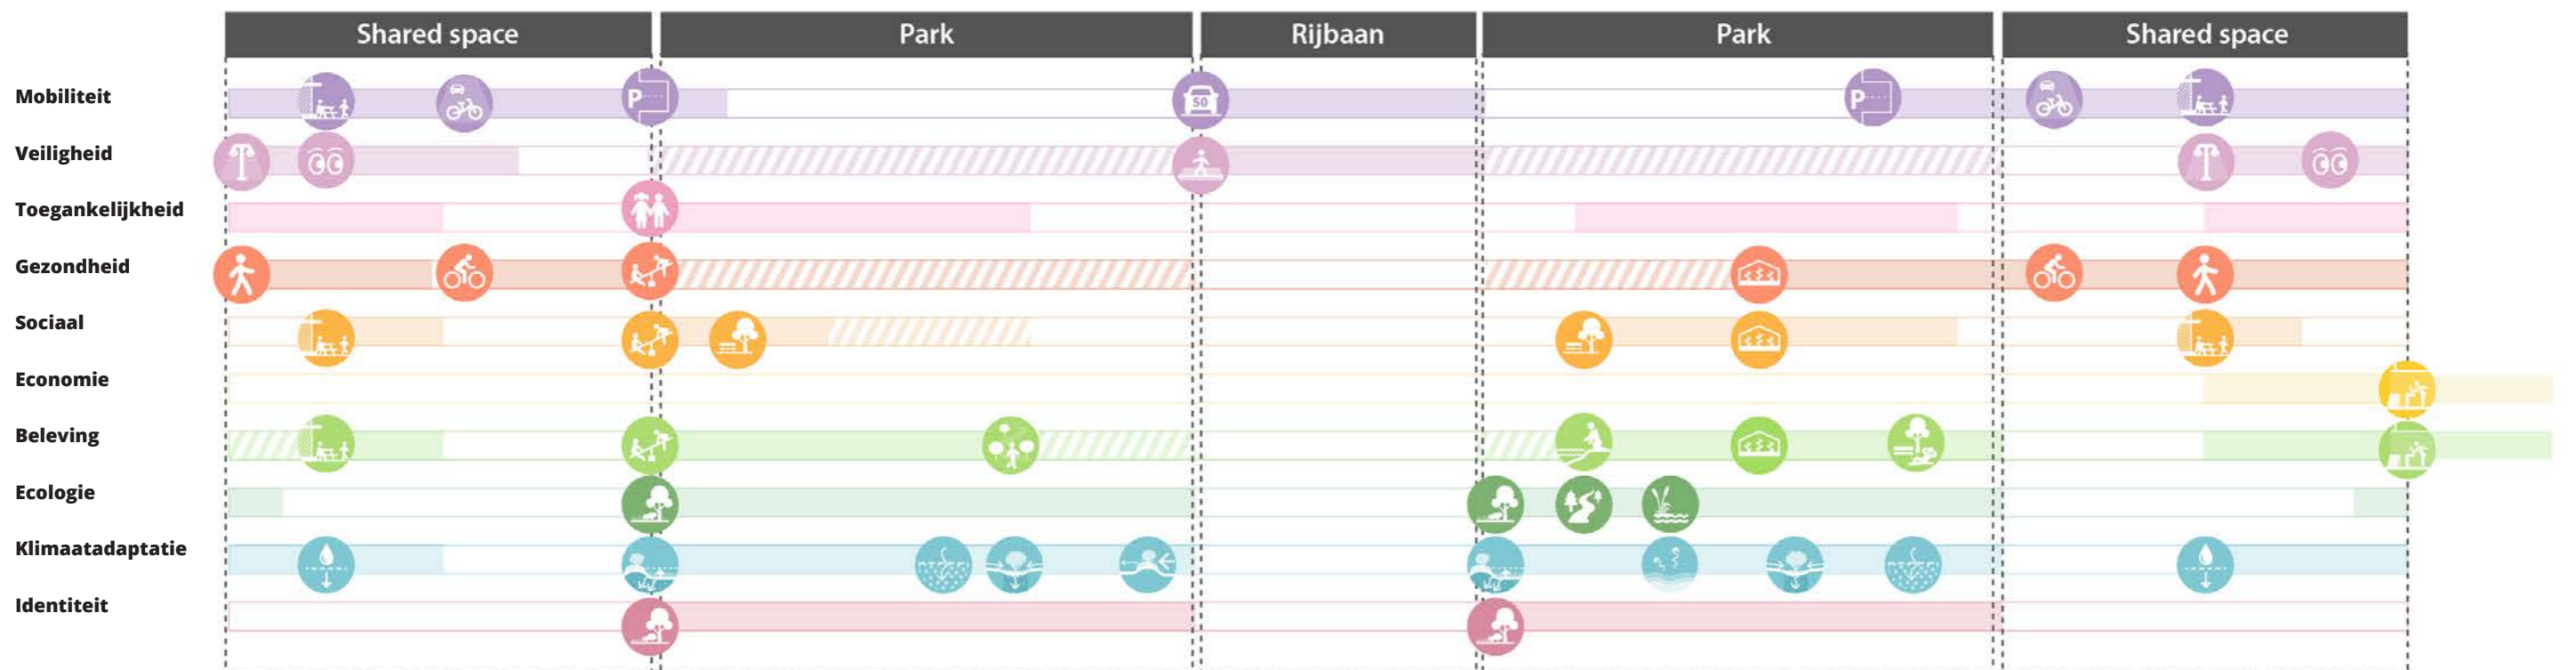 Shared space Park Rijbaan Park Shared space
Mobiliteit P 50 P
Veiligheid
Toegankelijkheid
Gezondheid
Sociaal
Economie
Beleving
Ecologie
Klimaatadaptatie
Identiteit